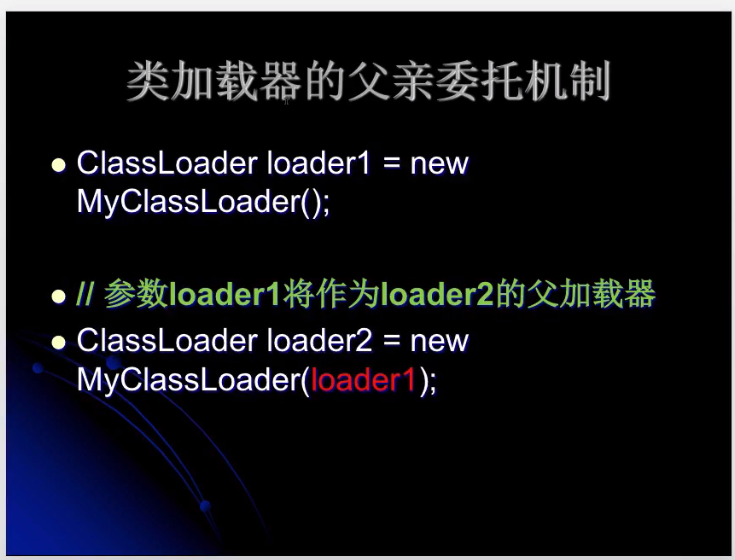 类加载器的父亲委托机制
ClassLoader loader1 = new
MyClassLoader();
// 参数loader1将作为loader2的父加载器
ClassLoader loader2 = new
MyClassLoader(loader1);